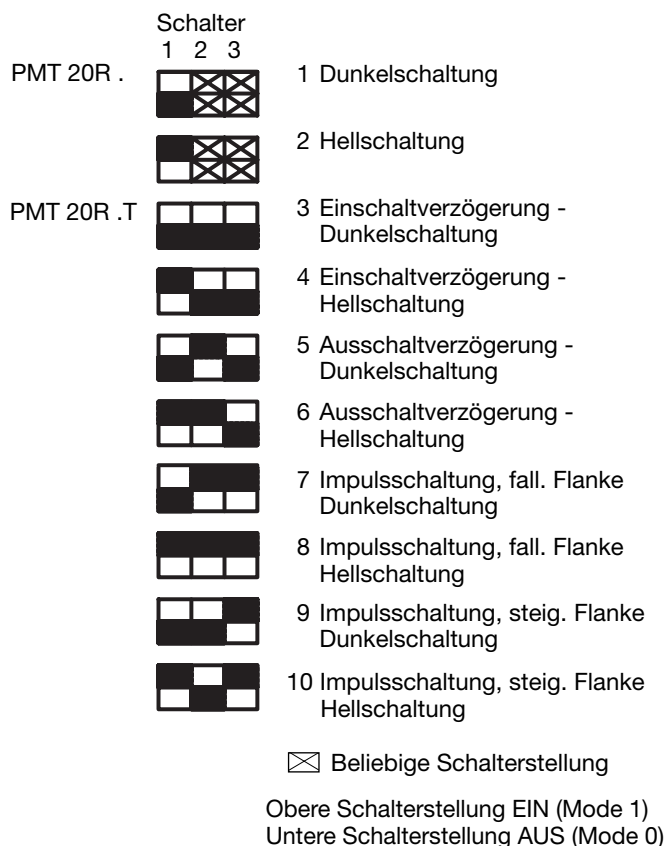 Schalter
1 2 3
PMT 20R .
1 Dunkelschaltung
2 Hellschaltung
PMT 20R .T
3 Einschaltverzögerung -
Dunkelschaltung
4 Einschaltverzögerung -
Hellschaltung
5 Ausschaltverzögerung -
Dunkelschaltung
6 Ausschaltverzögerung -
Hellschaltung
7 Impulsschaltung, fall. Flanke
Dunkelschaltung
8 Impulsschaltung, fall. Flanke
Hellschaltung
9 Impulsschaltung, steig. Flanke
Dunkelschaltung
10 Impulsschaltung, steig. Flanke
Hellschaltung
Beliebige Schalterstellung
Obere Schalterstellung EIN (Mode 1)
Untere Schalterstellung AUS (Mode 0)